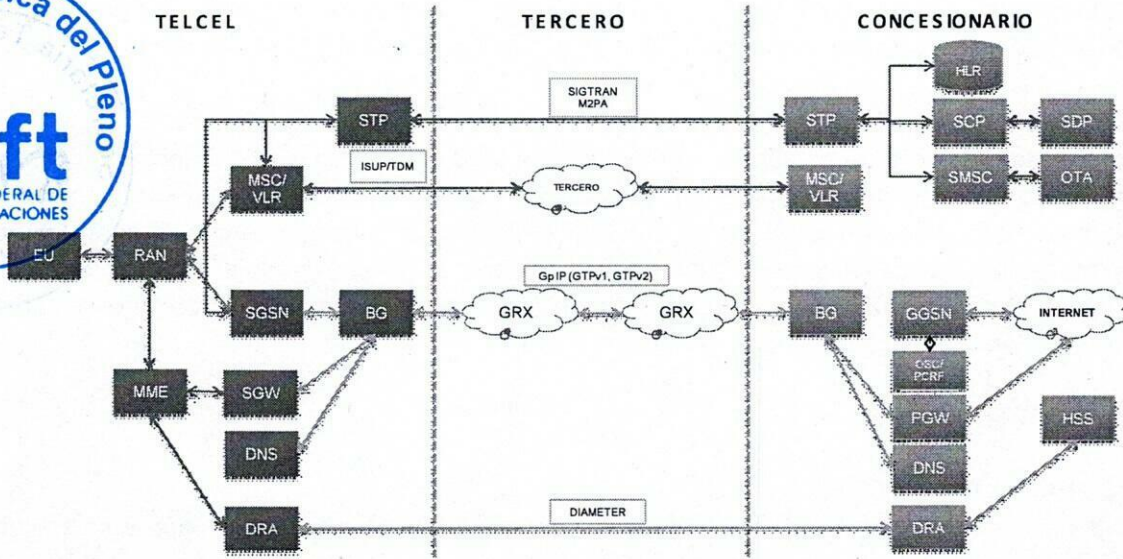 TELCEL
TERCERO
CONCESIONARIO
ica del Pleno
ft
DERAL DE
ACIONES
HLR
SIGTRAN
M2PA
STP
STP
SCP
SDP
ISUP/TDM
MSC/
VLR
TERCERO
MSC/
VLR
SMSC
OTA
EU
RAN
Gp IP (GTPv1, GTPv2)
SGSN
BG
GRX
GRX
BG
GGSN
INTERNET
PCRF
MME
SGW
PGW
HSS
DNS
DNS
DIAMETER
DRA
DRA